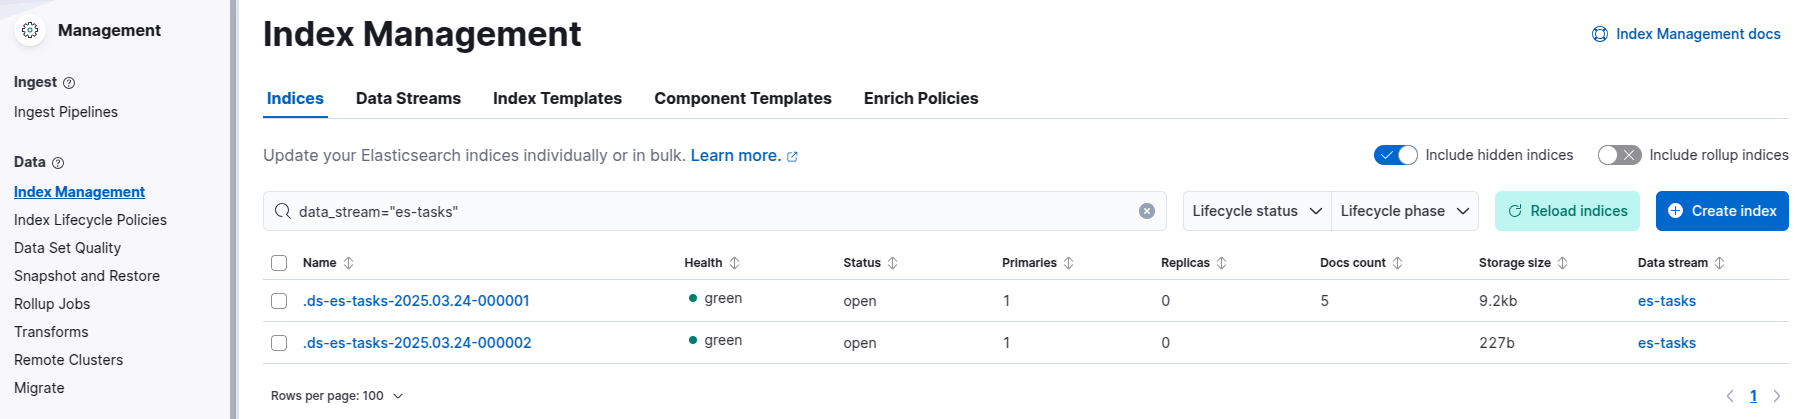 Management
Ingest
Ingest Pipelines
Data
Index Management
Index Lifecycle Policies
Data Set Quality
Snapshot and Restore
Rollup Jobs
Transforms
Remote Clusters
Migrate
Index Management
Index Management docs
Indices Data Streams Index Templates Component Templates Enrich Policies
Update your Elasticsearch indices individually or in bulk. Learn more. Include hidden indices Include rollup indices
data_stream="es-tasks" Lifecycle status Lifecycle phase Reload indices Create index
Name Health Status Primaries Replicas Docs count Storage size Data stream
.ds-es-tasks-2025.03.24-000001 green open 1 0 5 9.2kb es-tasks
.ds-es-tasks-2025.03.24-000002 green open 1 0 227b es-tasks
Rows per page: 100 1